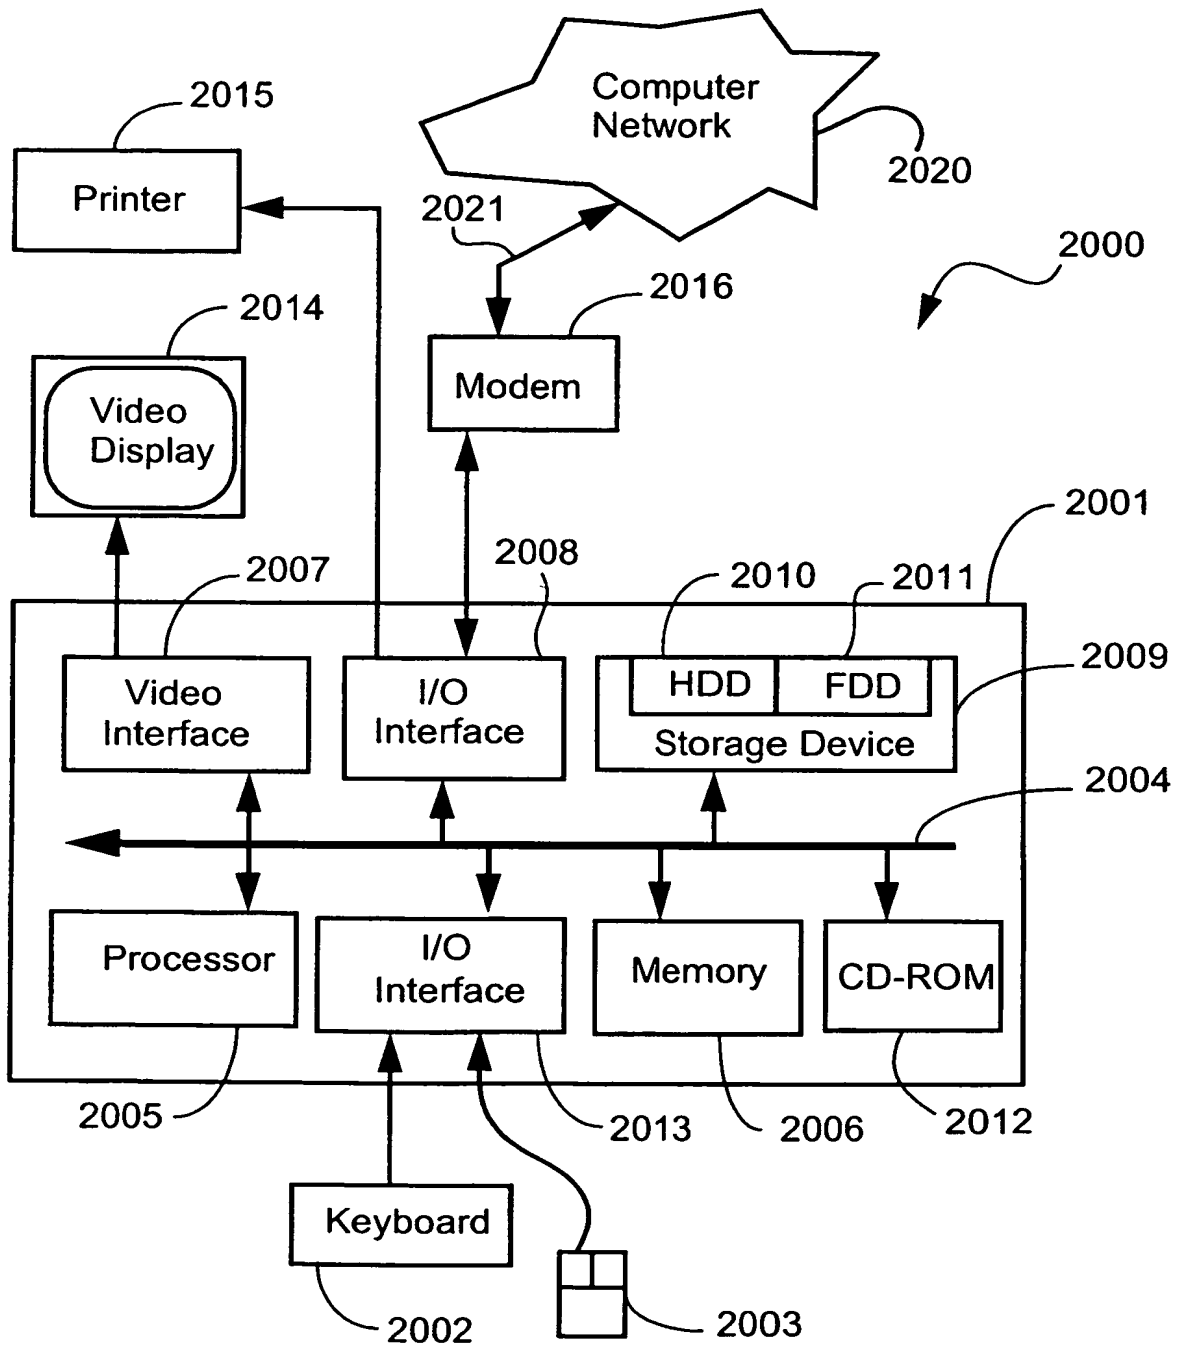 Computer
Network
2015
Printer
2020
2021
2000
2016
2014
Modem
Video
Display
2001
2008
2007
2010
2011
2009
Video
Interface
I/O
Interface
HDD
FDD
Storage Device
2004
Processor
I/O
Interface
Memory
CD-ROM
2005
2013
2006
2012
Keyboard
2002
2003